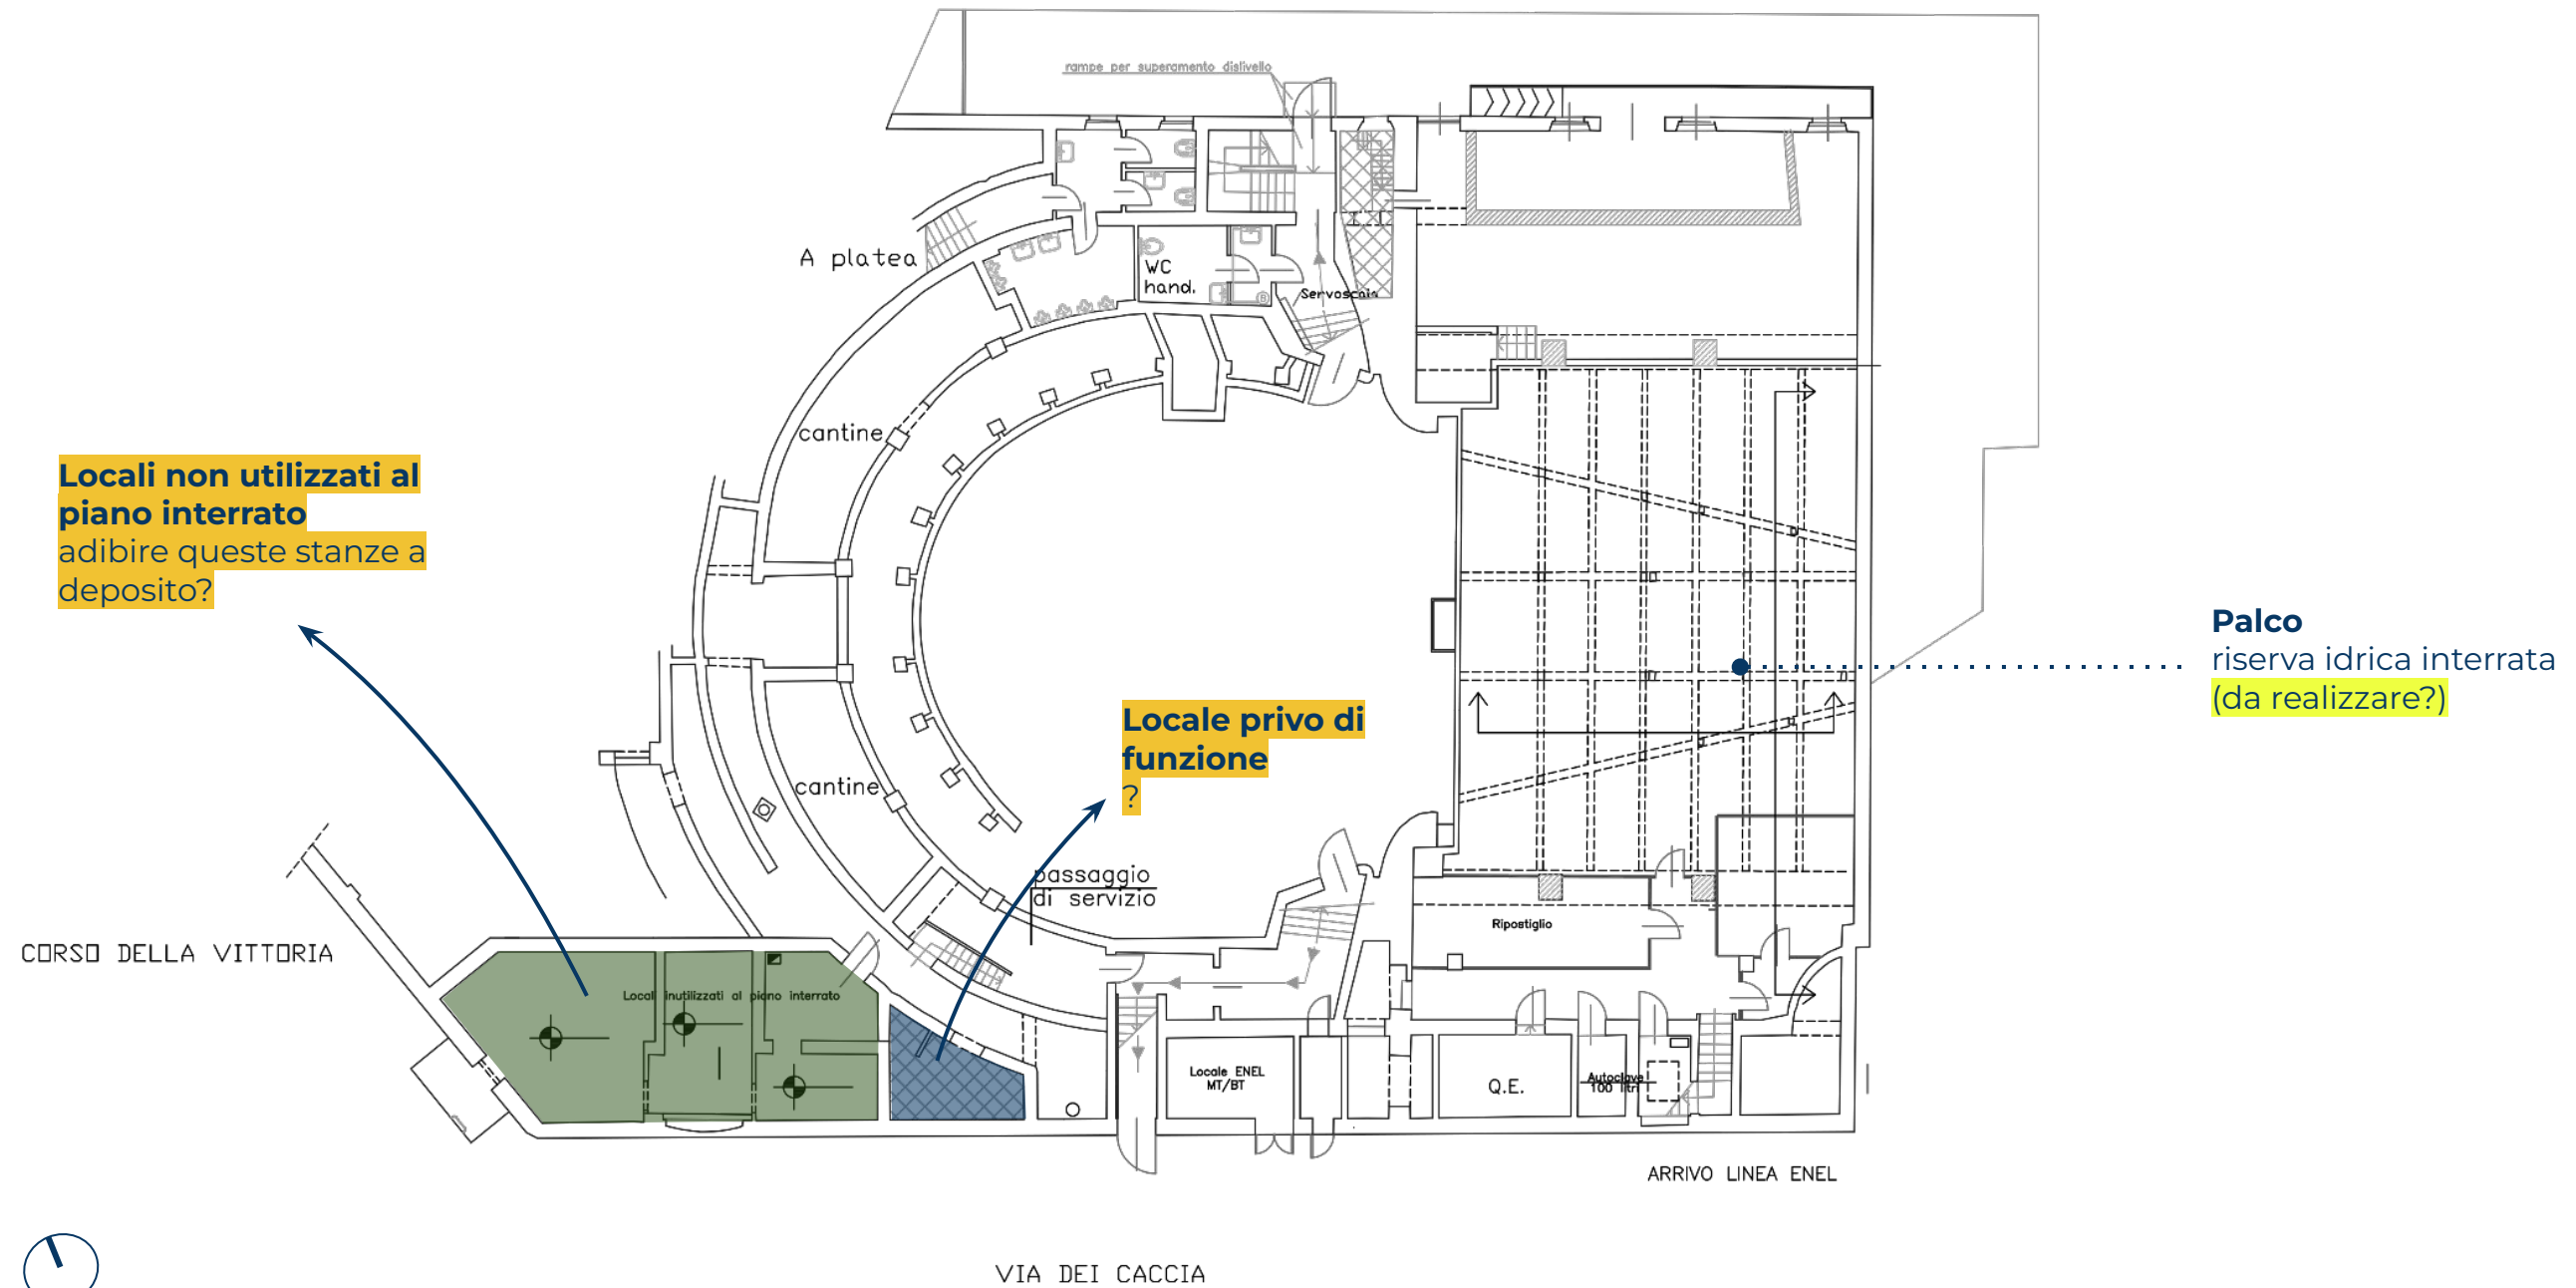 rampe per superamento dislivello
A platea
WC
hand.
Servoscala
cantine
Locali non utilizzati al
piano interrato
adibire queste stanze a
deposito?
Palco
riserva idrica interrata
(da realizzare?)
Locale privo di
funzione
?
cantine
passaggio
di servizio
Ripostiglio
CORSO DELLA VITTORIA
Locali inutilizzati al piano interrato
Locale ENEL
MT/BT
Q.E.
Autoclave
100 litri
ARRIVO LINEA ENEL
VIA DEI CACCIA